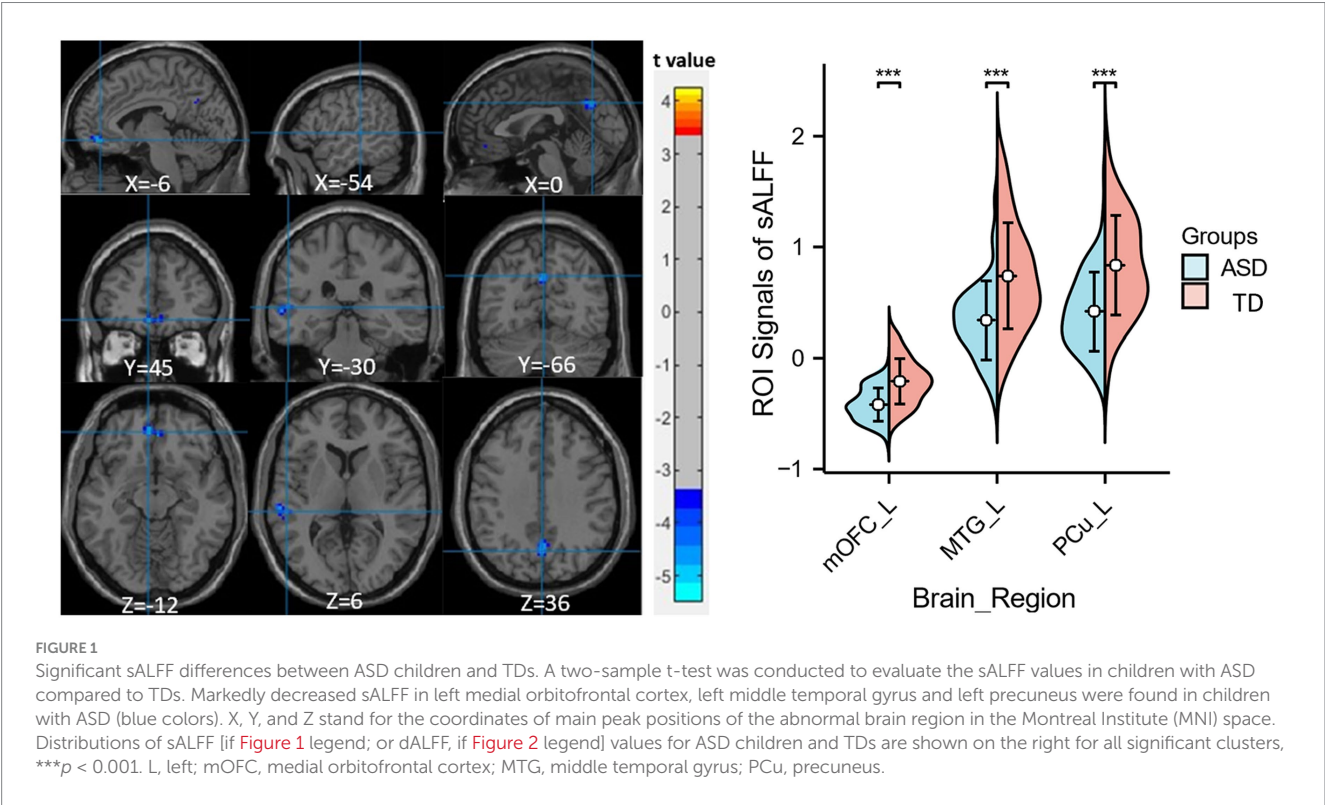 t value
X=-6
X=-54
X=0
Y=45
Y=-30
Y=-66
Z=-12
Z=6
Z=36
4
3
2
1
0
-1
-2
-3
-4
-5
*** *** ***
ROI Signals of sALFF
2
1
0
−1
mOFC_L
MTG_L
PCu_L
Brain_Region
Groups
ASD
TD
FIGURE 1
Significant sALFF differences between ASD children and TDs. A two-sample t-test was conducted to evaluate the sALFF values in children with ASD
compared to TDs. Markedly decreased sALFF in left medial orbitofrontal cortex, left middle temporal gyrus and left precuneus were found in children
with ASD (blue colors). X, Y, and Z stand for the coordinates of main peak positions of the abnormal brain region in the Montreal Institute (MNI) space.
Distributions of sALFF [if Figure 1 legend; or dALFF, if Figure 2 legend] values for ASD children and TDs are shown on the right for all significant clusters,
***p < 0.001. L, left; mOFC, medial orbitofrontal cortex; MTG, middle temporal gyrus; PCu, precuneus.